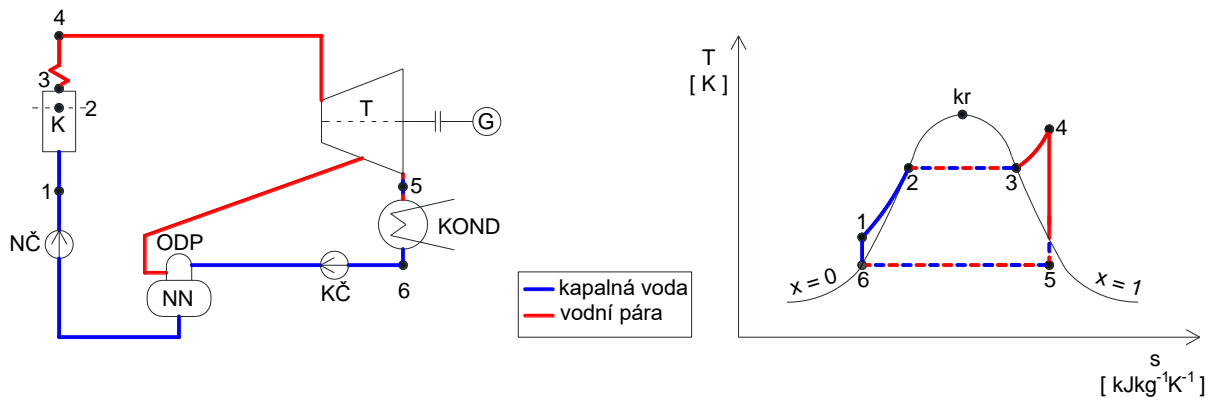 4
3
K
2
1
NČ
ODP
NN
KČ
T
G
5
KOND
6
kapalná voda
vodní pára
T
[ K ]
kr
4
2
3
1
6
5
x = 0
x = 1
s
[ kJkg⁻¹K⁻¹ ]